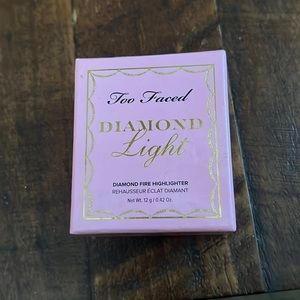 Too Faced
DIAMOND
Light
DIAMOND FIRE HIGHLIGHTER
REHAUSSEUR ÉCLAT DIAMANT
Net Wt. 12 g / 0.42 Oz.